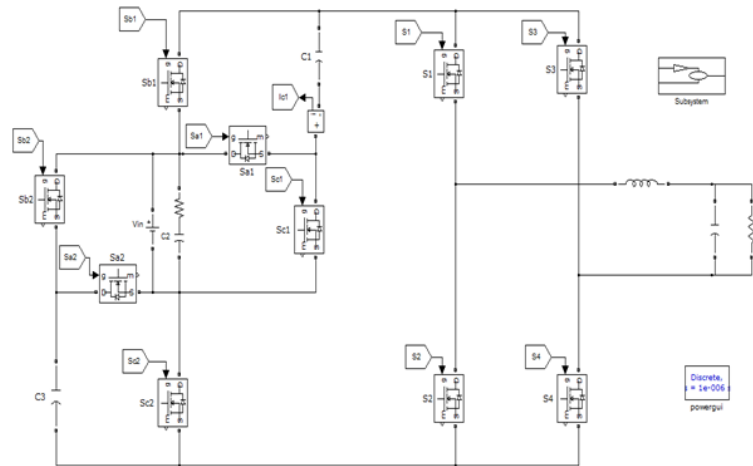 Sb1
S1
S3
C1
Sb1
S1
S3
Ic1
Subsystem
Sa1
Sb2
g
m
D
S
Sa1
Sc1
Sb2
Vin
Sc1
Sa2
Sa2
g
m
D
S
Sc2
S2
S4
C3
Sc2
S2
S4
Discrete,
s = 1e-006 s
powergui